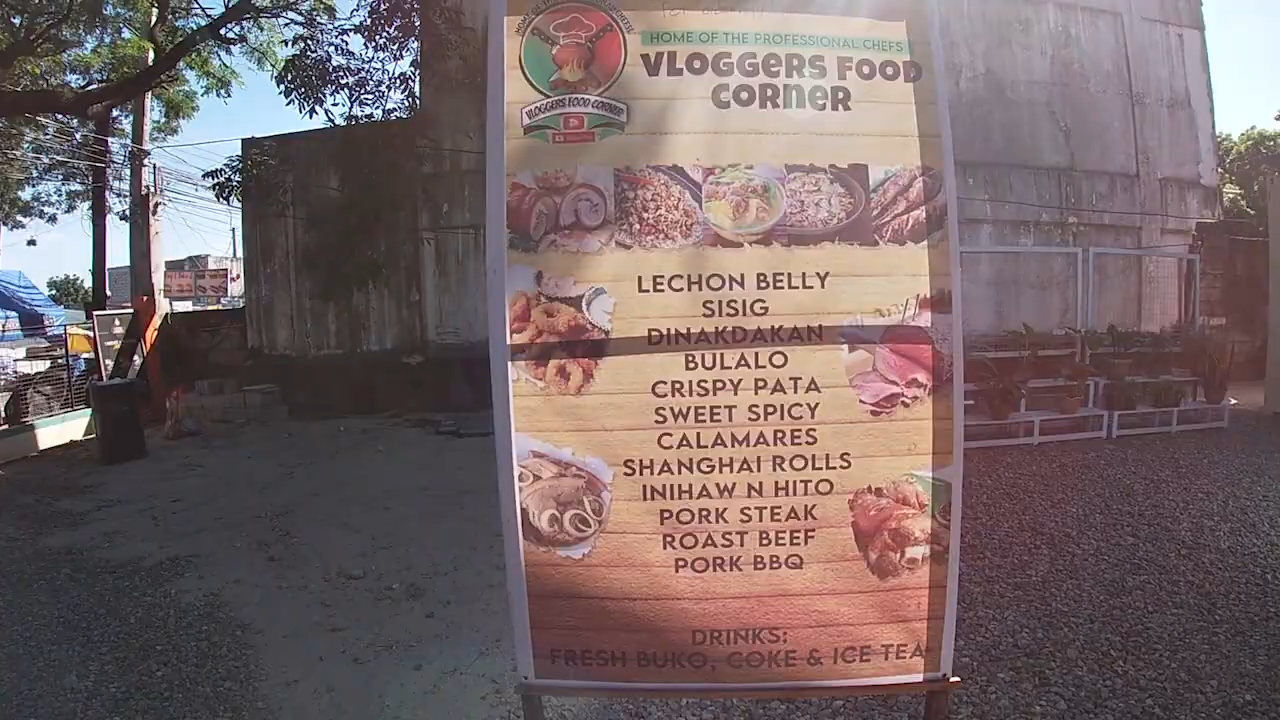 HOME OF THE PROFESSIONAL CHEFS
VLOGGERS FOOD
CORNER
VLOGGERS FOOD CORNER
LECHON BELLY
SISIG
DINAKDAKAN
BULALO
CRISPY PATA
SWEET SPICY
CALAMARES
SHANGHAI ROLLS
INIHAW N HITO
PORK STEAK
ROAST BEEF
PORK BBQ
DRINKS:
FRESH BUKO, COKE & ICE TEA